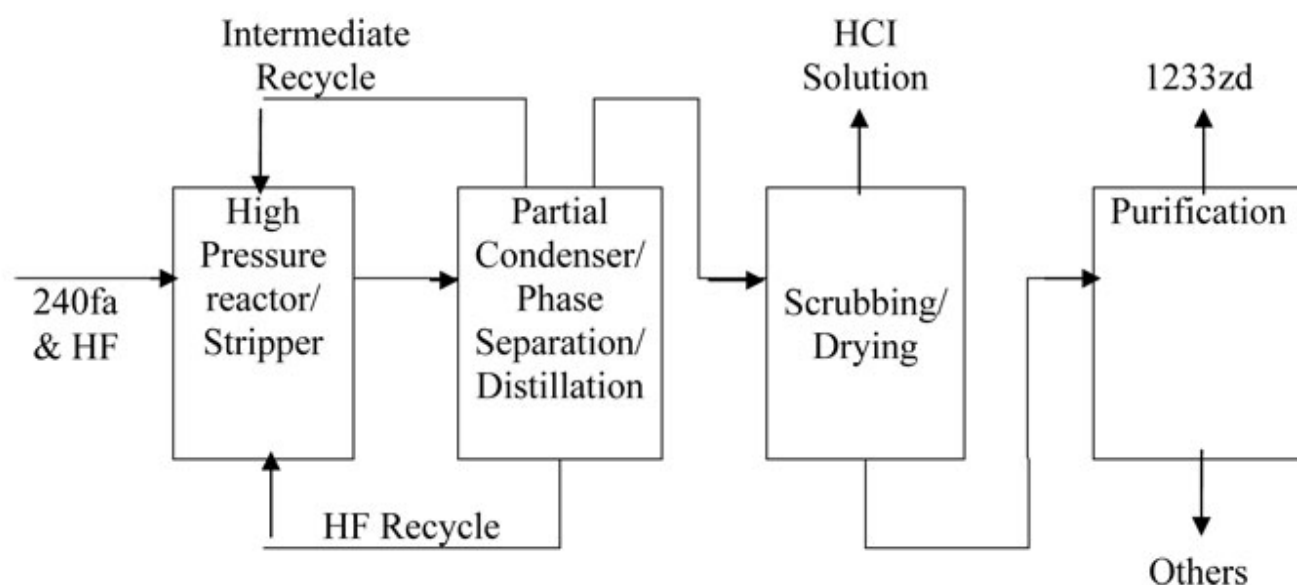 Intermediate
Recycle
HCI
Solution
1233zd
240fa
& HF
High
Pressure
reactor/
Stripper
Partial
Condenser/
Phase
Separation/
Distillation
Scrubbing/
Drying
Purification
HF Recycle
Others